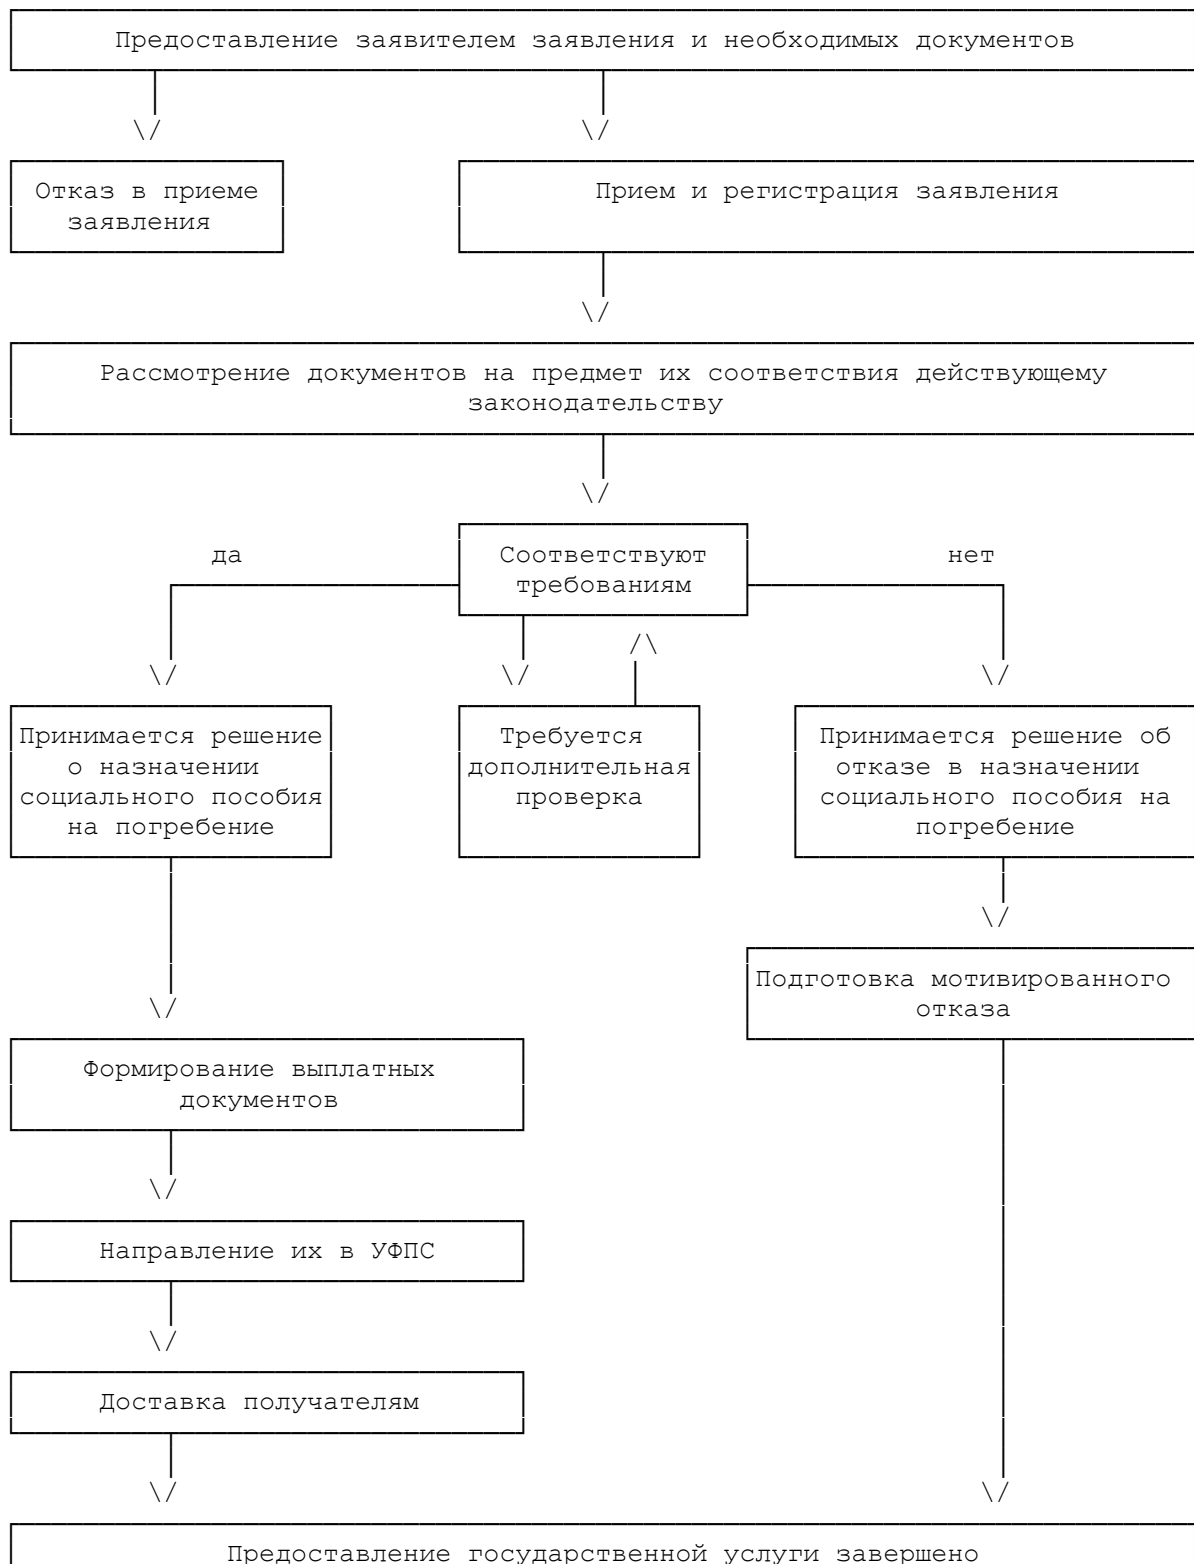 Предоставление заявителем заявления и необходимых документов
Отказ в приеме
заявления
Прием и регистрация заявления
Рассмотрение документов на предмет их соответствия действующему
законодательству
да
Соответствуют
требованиям
нет
Принимается решение
о назначении
социального пособия
на погребение
Требуется
дополнительная
проверка
Принимается решение об
отказе в назначении
социального пособия на
погребение
Подготовка мотивированного
отказа
Формирование выплатных
документов
Направление их в УФПС
Доставка получателям
Предоставление государственной услуги завершено